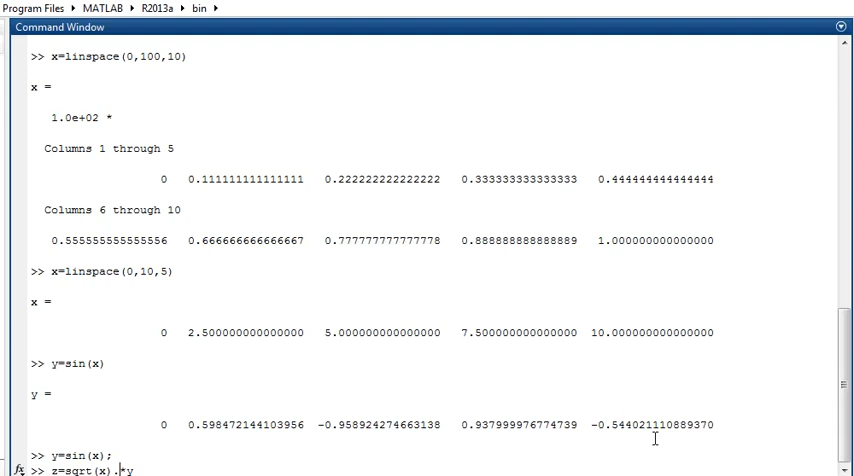 Program Files ▸ MATLAB ▸ R2013a ▸ bin ▸
Command Window
>> x=linspace(0,100,10)
x =
1.0e+02 *
Columns 1 through 5
0 0.111111111111111 0.222222222222222 0.333333333333333 0.444444444444444
Columns 6 through 10
0.555555555555556 0.666666666666667 0.777777777777778 0.888888888888889 1.000000000000000
>> x=linspace(0,10,5)
x =
0 2.500000000000000 5.000000000000000 7.500000000000000 10.000000000000000
>> y=sin(x)
y =
0 0.598472144103956 -0.958924274663138 0.937999976774739 -0.544021110889370
>> y=sin(x);
fx >> z=sqrt(x).*y